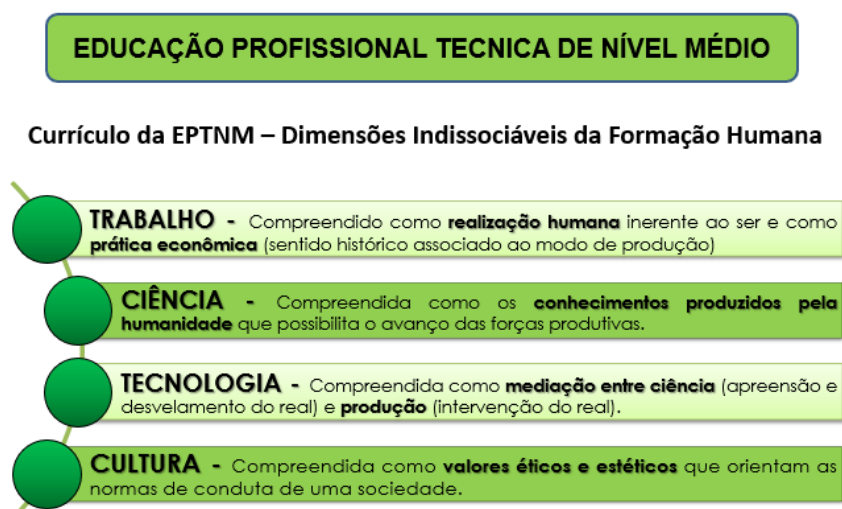 EDUCAÇÃO PROFISSIONAL TECNICA DE NÍVEL MÉDIO
Currículo da EPTNM – Dimensões Indissociáveis da Formação Humana
TRABALHO - Compreendido como realização humana inerente ao ser e como
prática econômica (sentido histórico associado ao modo de produção)
CIÊNCIA - Compreendida como os conhecimentos produzidos pela
humanidade que possibilita o avanço das forças produtivas.
TECNOLOGIA - Compreendida como mediação entre ciência (apreensão e
desvelamento do real) e produção (intervenção do real).
CULTURA - Compreendida como valores éticos e estéticos que orientam as
normas de conduta de uma sociedade.